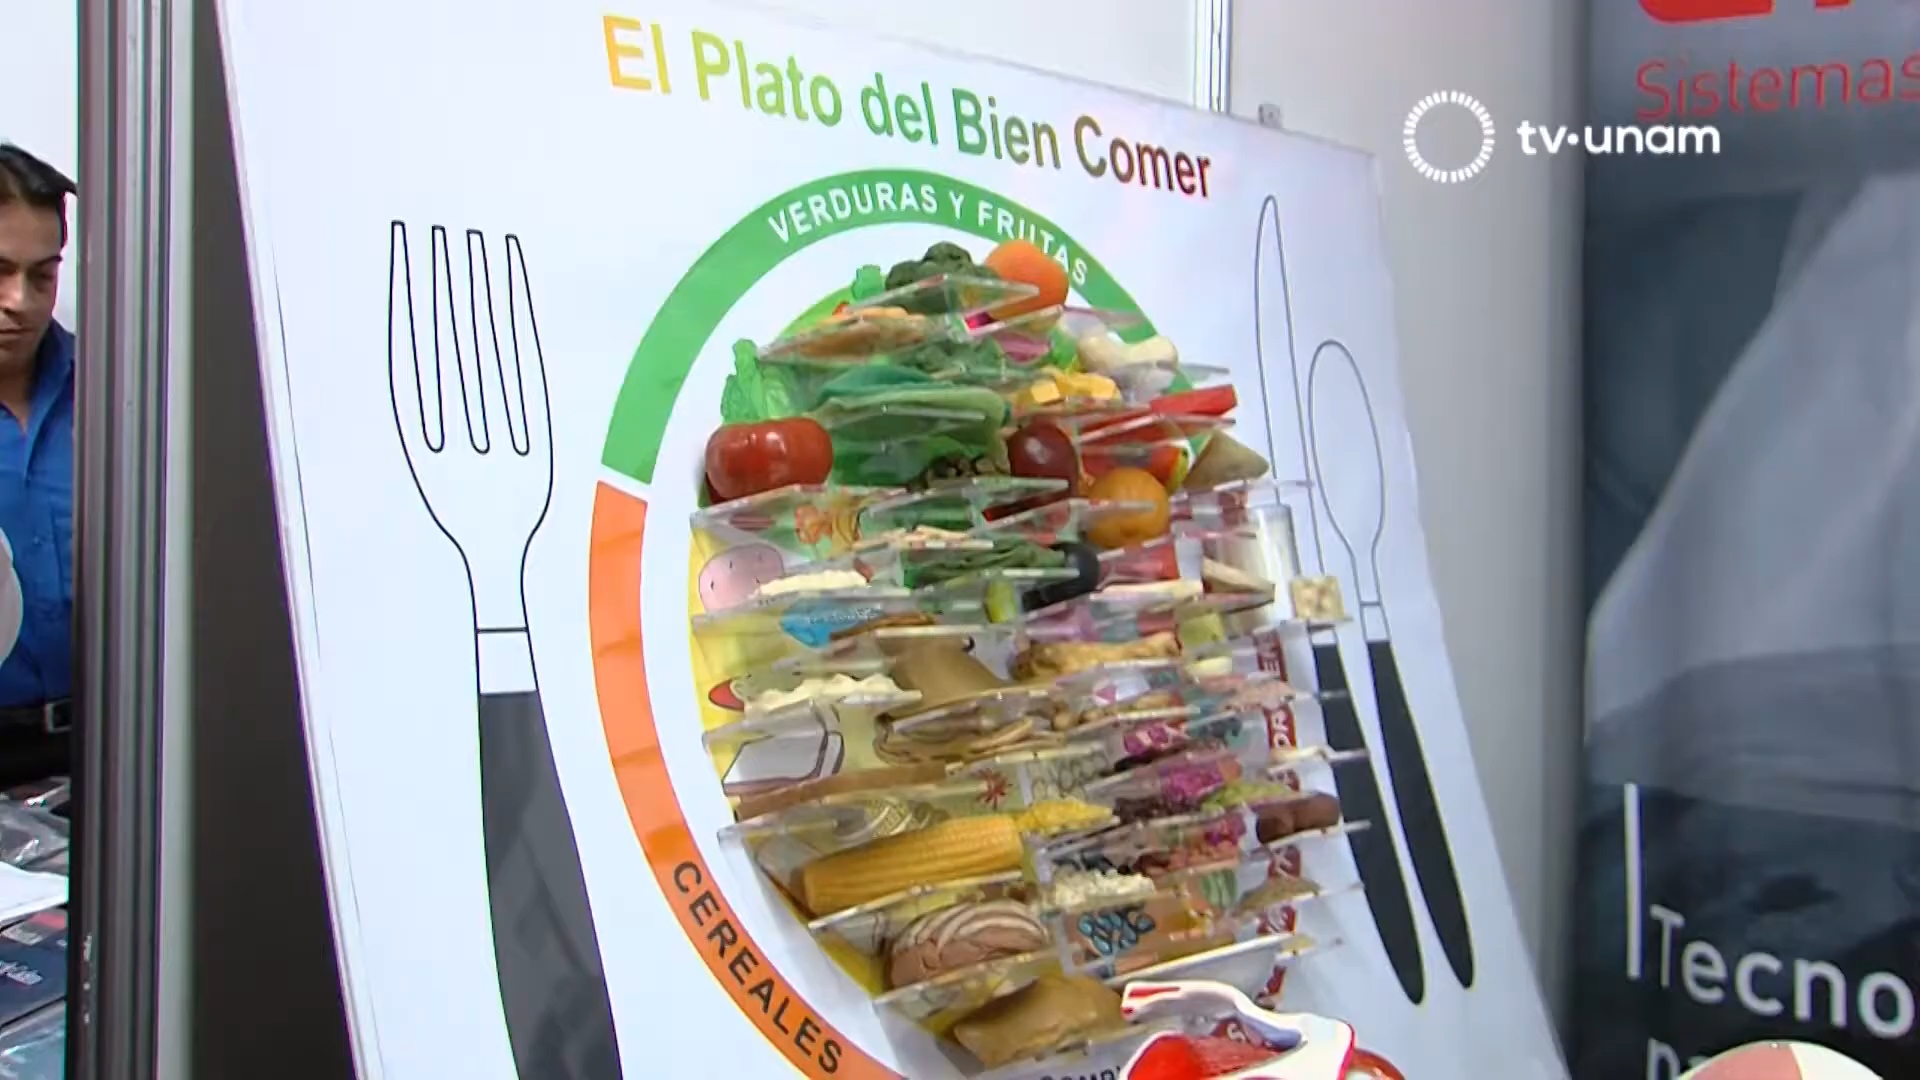 El Plato del Bien Comer
VERDURAS Y FRUTAS
CEREALES
tv·unam
Sistemas
Tecno